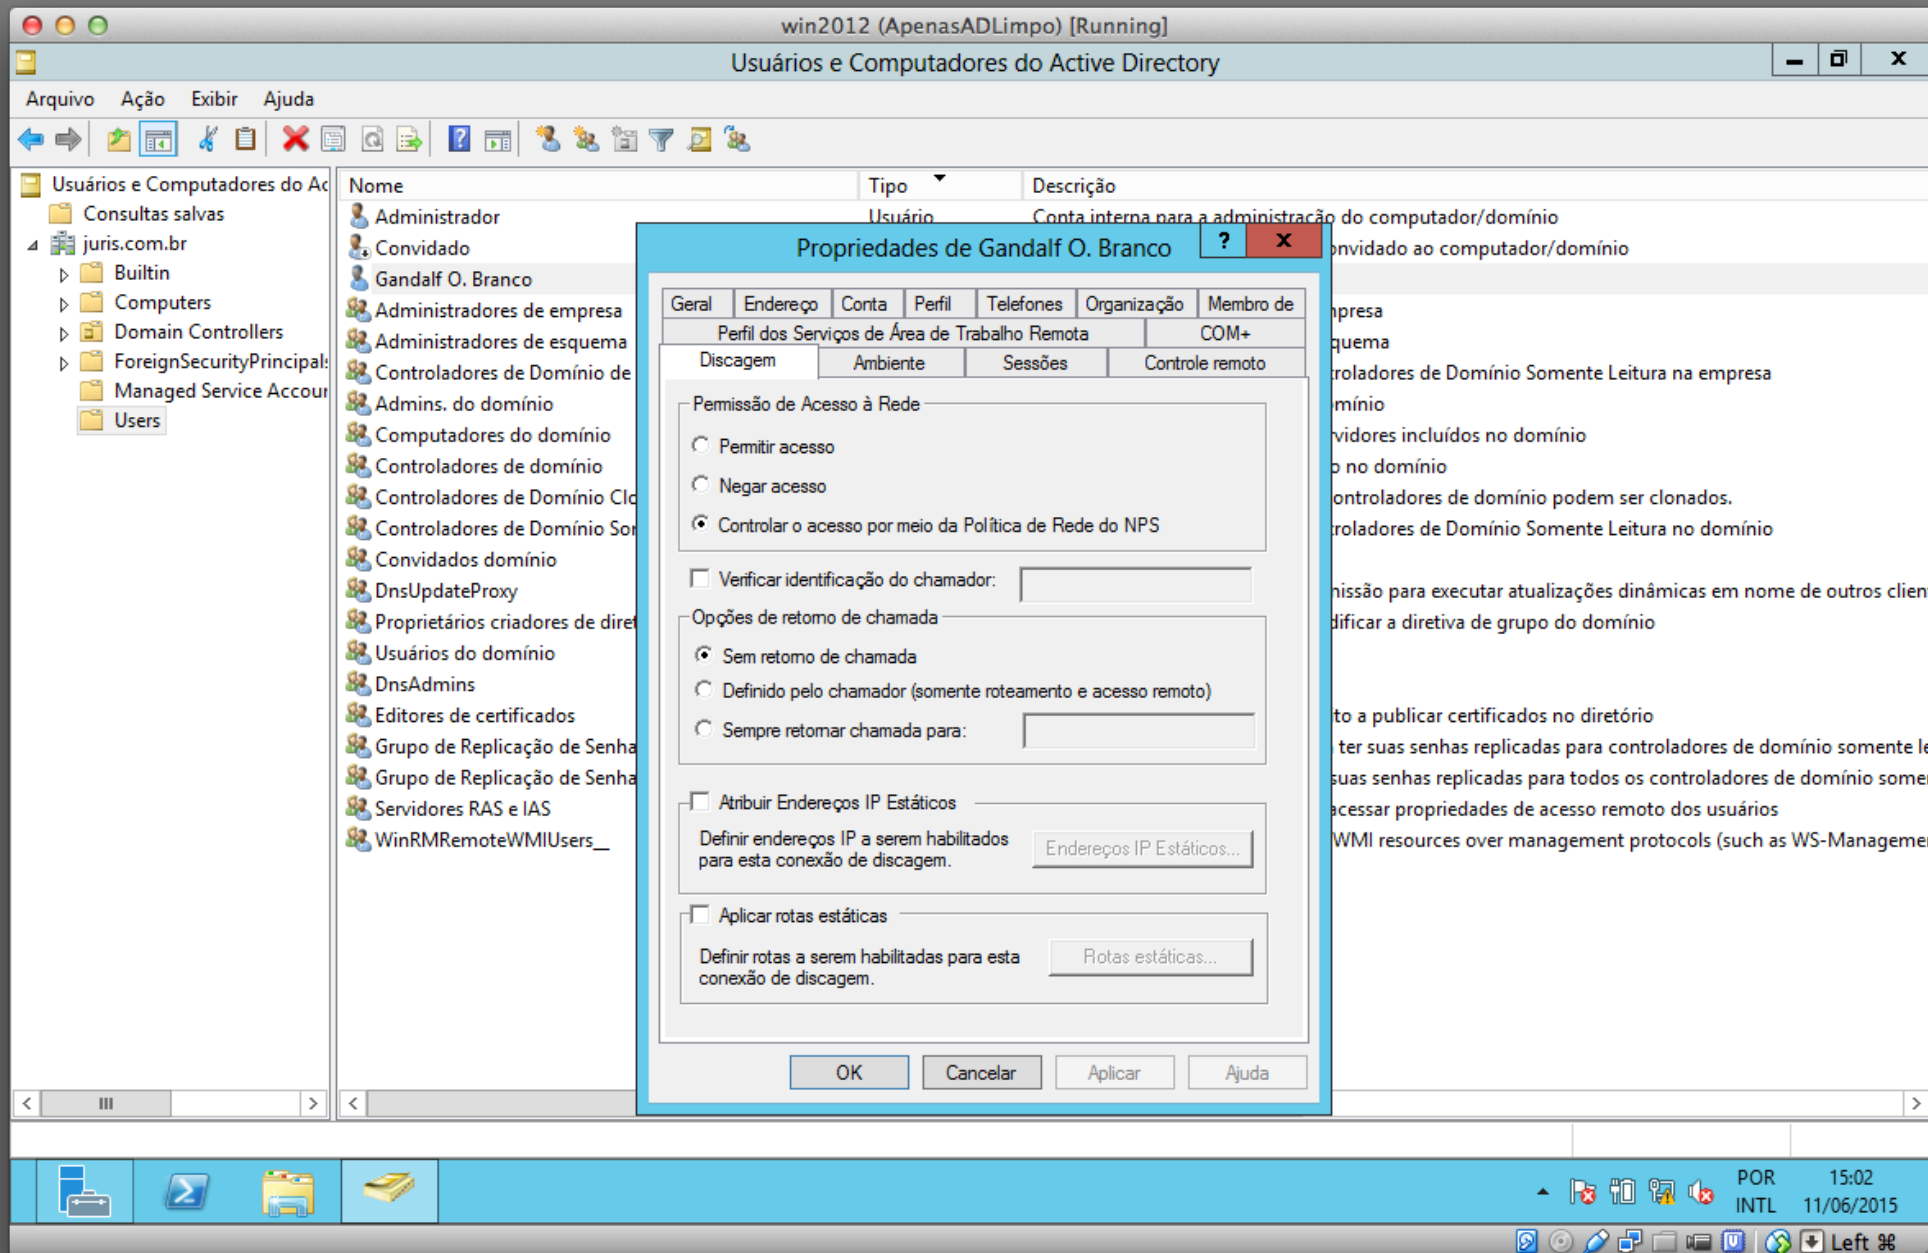 win2012 (ApenasADLimpo) [Running]
Usuários e Computadores do Active Directory
Arquivo Ação Exibir Ajuda
Usuários e Computadores do Ac
Consultas salvas
juris.com.br
Builtin
Computers
Domain Controllers
ForeignSecurityPrincipals
Managed Service Accour
Users
Nome Tipo Descrição
Administrador Usuário Conta interna para a administração do computador/domínio
Convidado onvidado ao computador/domínio
Gandalf O. Branco
Administradores de empresa npresa
Administradores de esquema quema
Controladores de Domínio de troladores de Domínio Somente Leitura na empresa
Admins. do domínio omínio
Computadores do domínio rvidores incluídos no domínio
Controladores de domínio o no domínio
Controladores de Domínio Clo ontroladores de domínio podem ser clonados.
Controladores de Domínio Sor troladores de Domínio Somente Leitura no domínio
Convidados domínio
DnsUpdateProxy nissão para executar atualizações dinâmicas em nome de outros clien
Proprietários criadores de diret dificar a diretiva de grupo do domínio
Usuários do domínio
DnsAdmins
Editores de certificados ito a publicar certificados no diretório
Grupo de Replicação de Senha ter suas senhas replicadas para controladores de domínio somente le
Grupo de Replicação de Senha suas senhas replicadas para todos os controladores de domínio some
Servidores RAS e IAS acessar propriedades de acesso remoto dos usuários
WinRMRemoteWMIUsers__ WMI resources over management protocols (such as WS-Manageme
Propriedades de Gandalf O. Branco ? x
Geral Endereço Conta Perfil Telefones Organização Membro de
Perfil dos Serviços de Área de Trabalho Remota COM+
Discagem Ambiente Sessões Controle remoto
Permissão de Acesso à Rede
Permitir acesso
Negar acesso
Controlar o acesso por meio da Política de Rede do NPS
Verificar identificação do chamador:
Opções de retorno de chamada
Sem retorno de chamada
Definido pelo chamador (somente roteamento e acesso remoto)
Sempre retornar chamada para:
Atribuir Endereços IP Estáticos
Definir endereços IP a serem habilitados
para esta conexão de discagem.
Endereços IP Estáticos...
Aplicar rotas estáticas
Definir rotas a serem habilitadas para esta
conexão de discagem.
Rotas estáticas...
OK Cancelar Aplicar Ajuda
POR 15:02
INTL 11/06/2015
Left ⌘